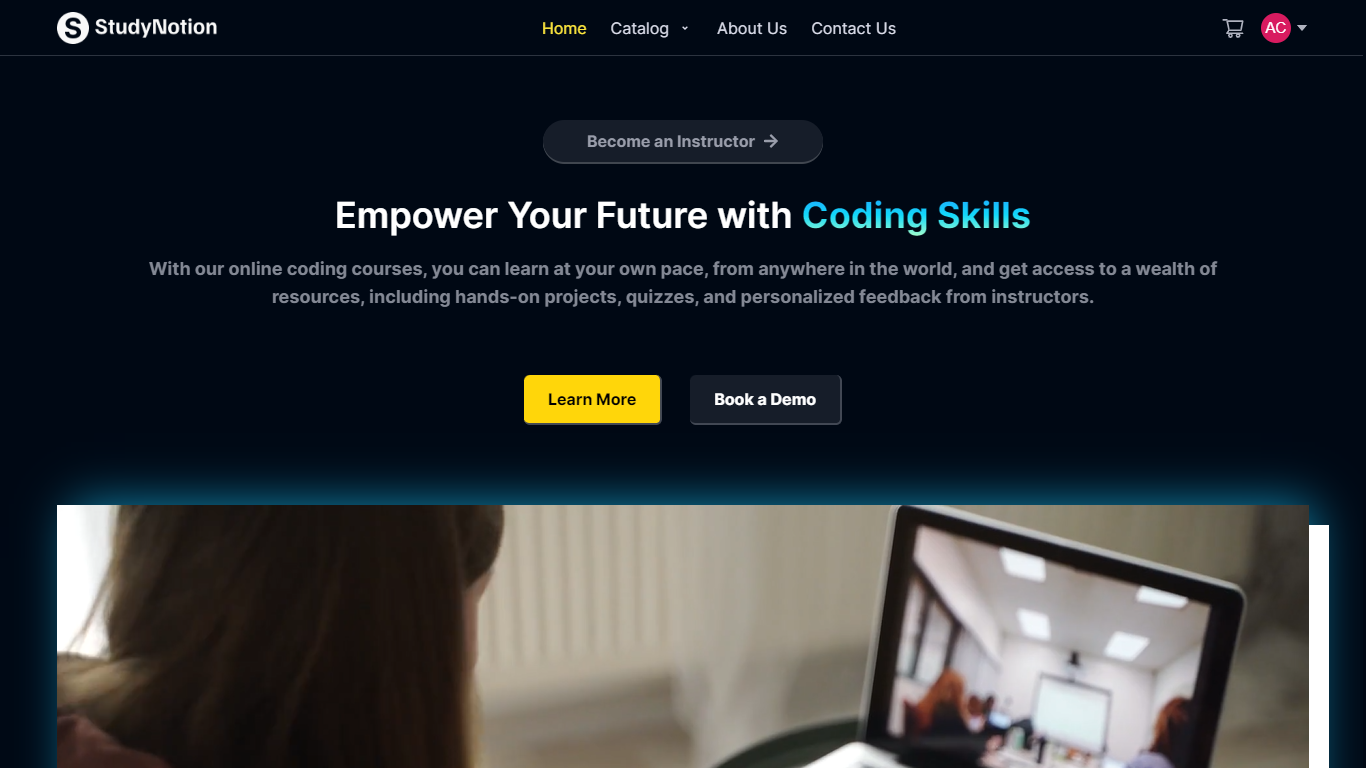 S StudyNotion
Home Catalog About Us Contact Us
AC
Become an Instructor →
Empower Your Future with Coding Skills
With our online coding courses, you can learn at your own pace, from anywhere in the world, and get access to a wealth of
resources, including hands-on projects, quizzes, and personalized feedback from instructors.
Learn More
Book a Demo